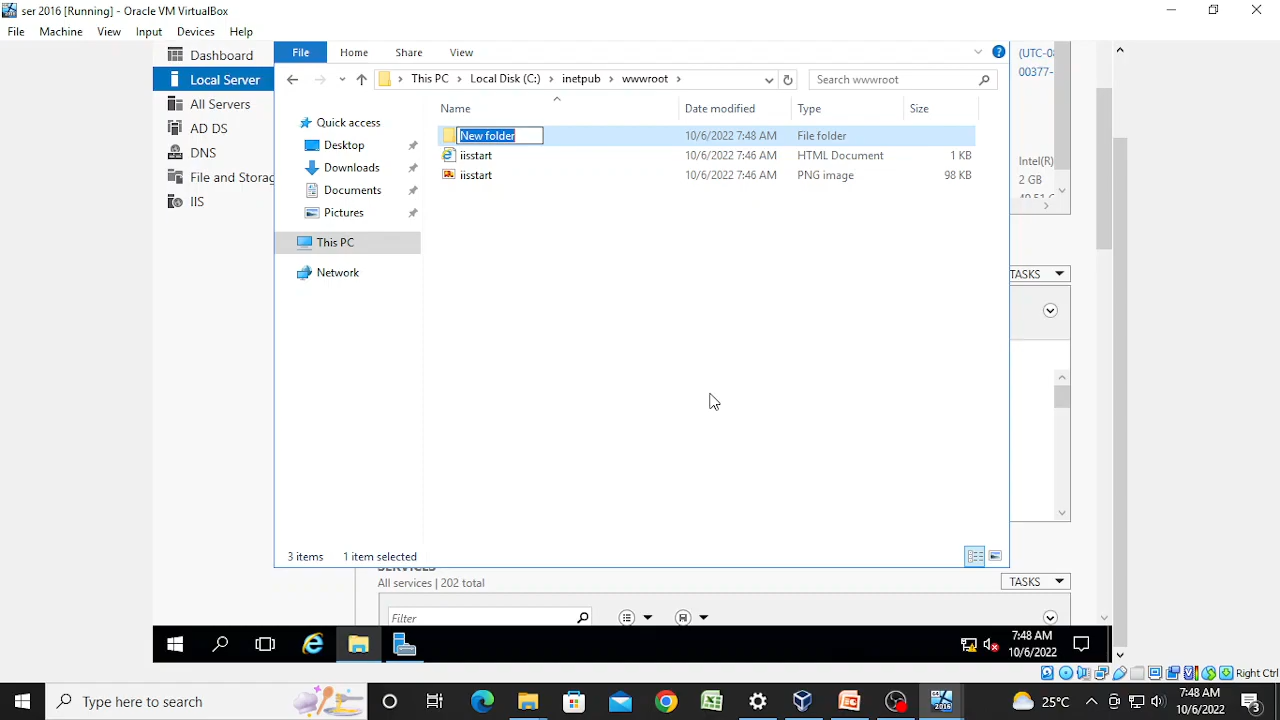 ser 2016 [Running] - Oracle VM VirtualBox
File Machine View Input Devices Help
Dashboard
Local Server
All Servers
AD DS
DNS
File and Storag
IIS
File Home Share View
This PC > Local Disk (C:) > inetpub > wwwroot >
Search wwwroot
Name Date modified Type Size
Quick access
Desktop
Downloads
Documents
Pictures
This PC
Network
New folder 10/6/2022 7:48 AM File folder
iisstart 10/6/2022 7:46 AM HTML Document 1 KB
iisstart 10/6/2022 7:46 AM PNG image 98 KB
3 items 1 item selected
(UTC-08
00377-
Intel(R)
2 GB
TASKS
All services | 202 total
TASKS
Filter
7:48 AM
10/6/2022
Right Ctrl
Type here to search
2016
25°C
7:48 AM
10/6/2022
3